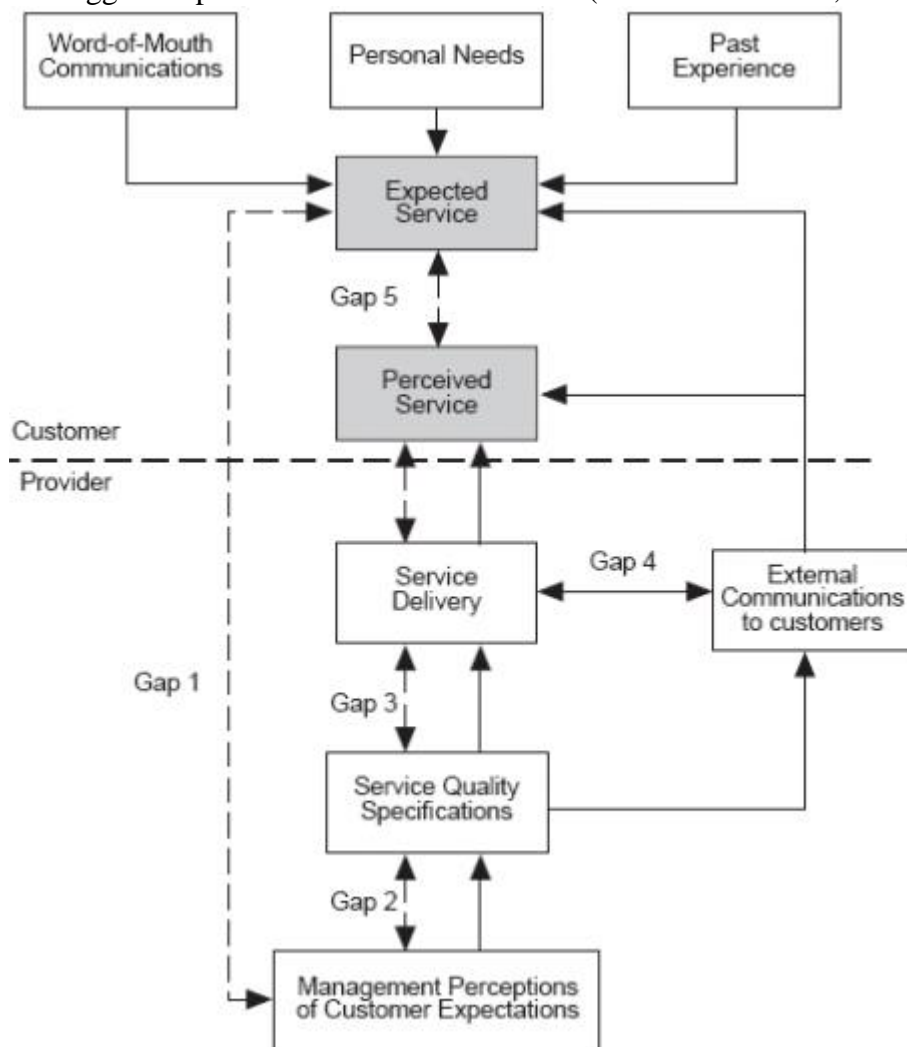 Word-of-Mouth
Communications
Personal Needs
Past
Experience
Expected
Service
Gap 5
Perceived
Service
Customer
Provider
Service
Delivery
Gap 4
External
Communications
to customers
Gap 1
Gap 3
Service Quality
Specifications
Gap 2
Management Perceptions
of Customer Expectations